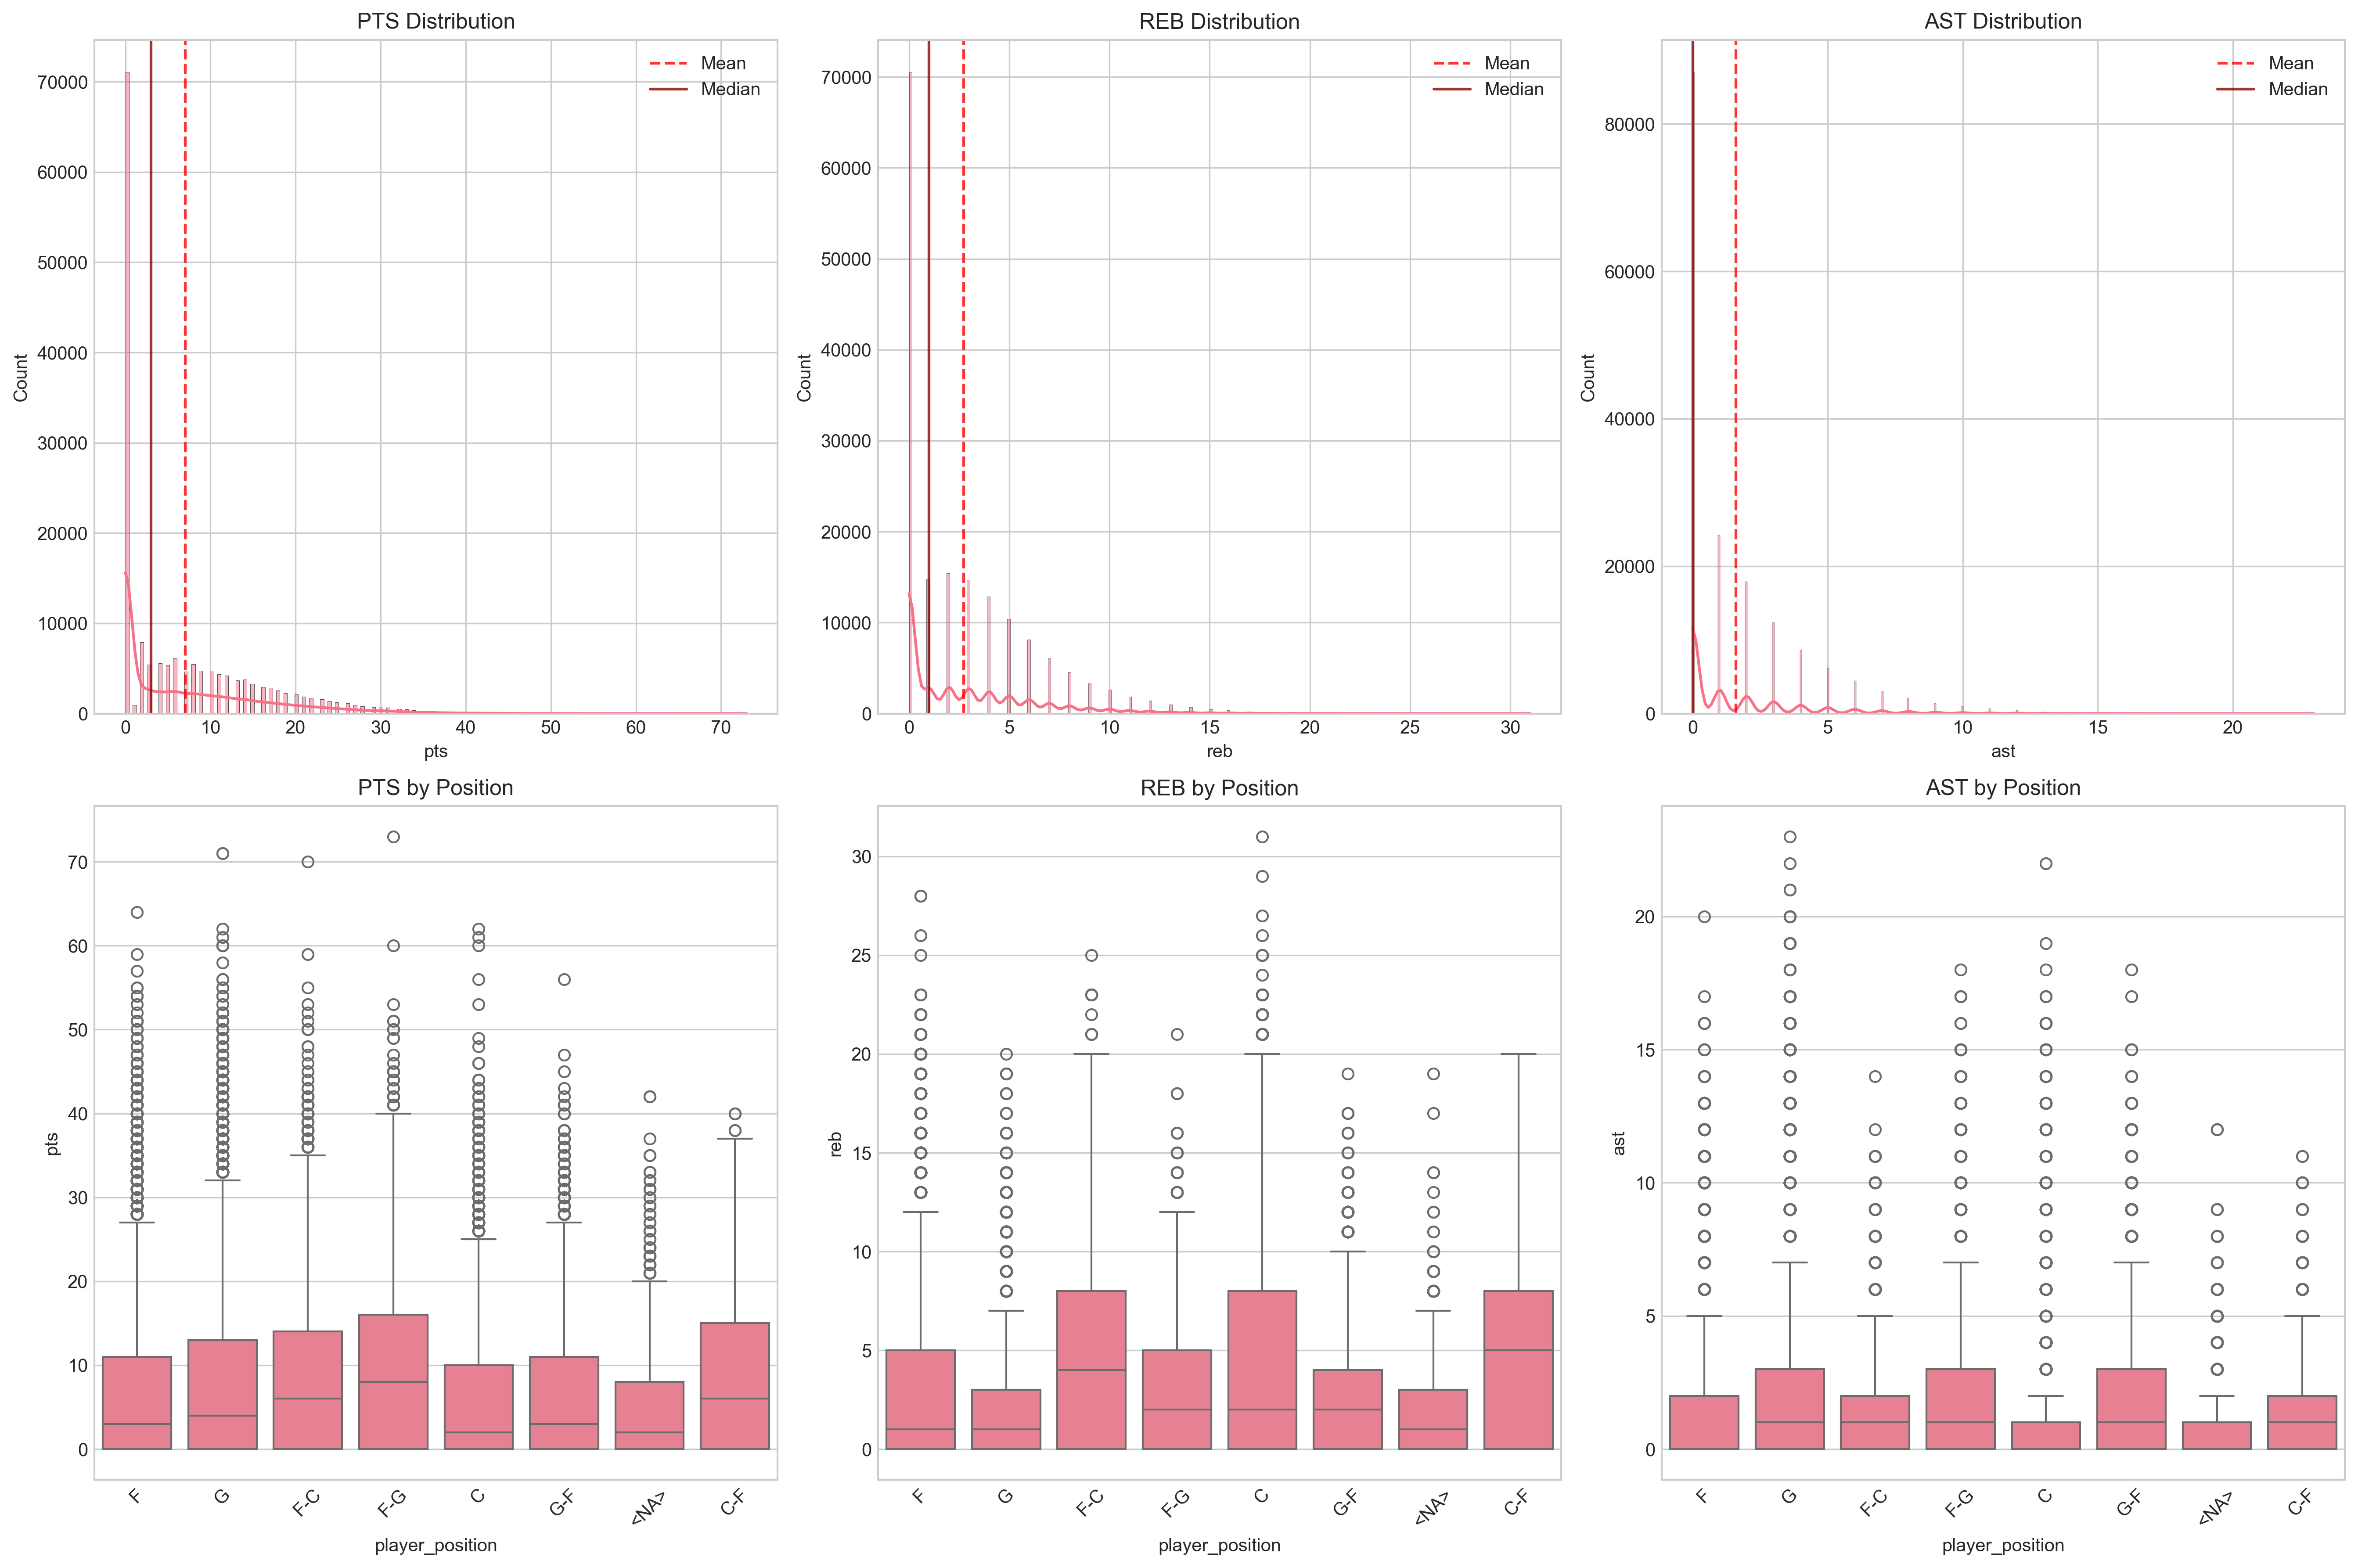 PTS Distribution
Mean
Median
70000
60000
50000
40000
30000
20000
10000
0
Count
0 10 20 30 40 50 60 70
pts
REB Distribution
Mean
Median
70000
60000
50000
40000
30000
20000
10000
0
Count
0 5 10 15 20 25 30
reb
AST Distribution
Mean
Median
80000
60000
40000
20000
0
Count
0 5 10 15 20
ast
PTS by Position
70
60
50
40
30
20
10
0
pts
F G F-C F-G C G-F <NA> C-F
player_position
REB by Position
30
25
20
15
10
5
0
reb
F G F-C F-G C G-F <NA> C-F
player_position
AST by Position
20
15
10
5
0
ast
F G F-C F-G C G-F <NA> C-F
player_position